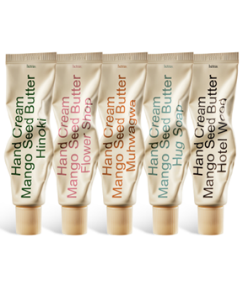 Hand Cream
Mango Seed Butter
Hinoki
Hand Cream
Mango Seed Butter
Flower Shop
Hand Cream
Mango Seed Butter
Muhwagwa
Hand Cream
Mango Seed Butter
Hug Soap
Hand Cream
Mango Seed Butter
Hotel Wood